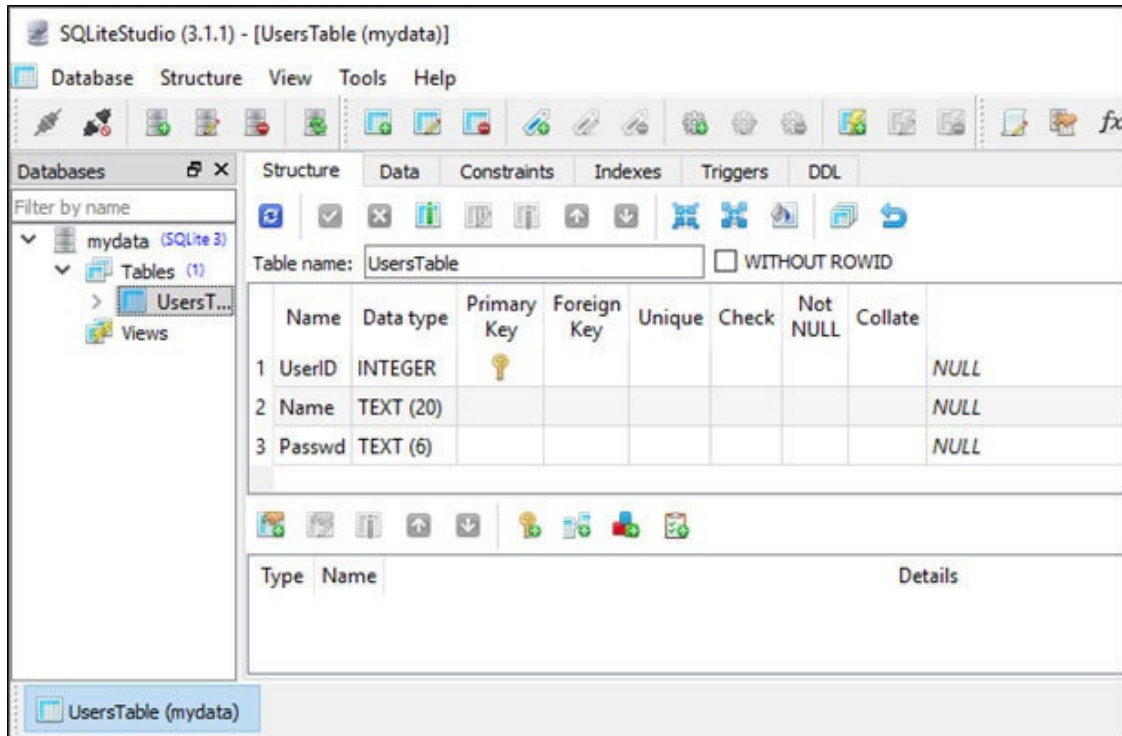 SQLiteStudio (3.1.1) - [UsersTable (mydata)]
Database Structure View Tools Help
Databases
Filter by name
mydata (SQLite 3)
Tables (1)
UsersT...
Views
Structure Data Constraints Indexes Triggers DDL
Table name: UsersTable WITHOUT ROWID
Name Data type Primary Key Foreign Key Unique Check Not NULL Collate
1 UserID INTEGER NULL
2 Name TEXT (20) NULL
3 Passwd TEXT (6) NULL
Type Name Details
UsersTable (mydata)